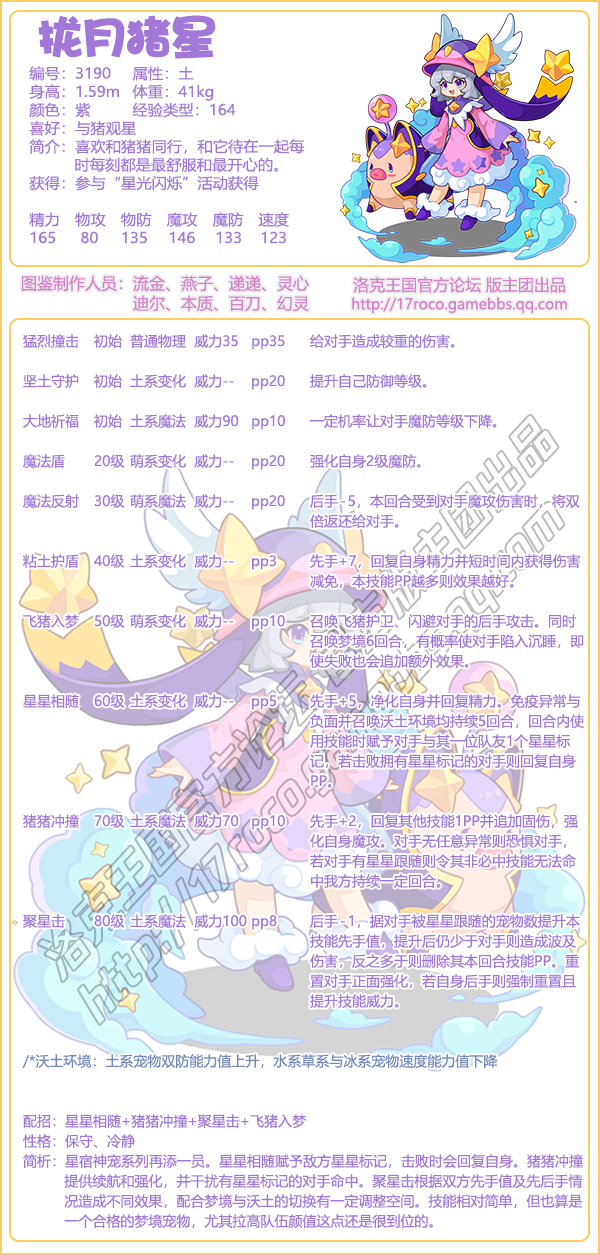 拢月猪星
编号：3190 属性：土
身高：1.59m 体重：41kg
颜色：紫 经验类型：164
喜好：与猪观星
简介：喜欢和猪猪同行，和它待在一起每
时每刻都是最舒服和最开心的。
获得：参与“星光闪烁”活动获得
精力 物攻 物防 魔攻 魔防 速度
165 80 135 146 133 123
图鉴制作人员：流金、燕子、递递、灵心
迪尔、本质、百刀、幻灵
洛克王国官方论坛 版主团出品
http://17roco.gamebbs.qq.com
猛烈撞击 初始 普通物理 威力35 pp35 给对手造成较重的伤害。
坚土守护 初始 土系变化 威力-- pp20 提升自己防御等级。
大地祈福 初始 土系魔法 威力90 pp10 一定机率让对手魔防等级下降。
魔法盾 20级 萌系变化 威力-- pp20 强化自身2级魔防。
魔法反射 30级 萌系魔法 威力-- pp20 后手-5，本回合受到对手魔攻伤害时，将双
倍返还给对手。
粘土护盾 40级 土系变化 威力-- pp3 先手+7，回复自身精力并短时间内获得伤害
减免，本技能PP越多则效果越好。
飞猪入梦 50级 萌系变化 威力-- pp10 召唤飞猪护卫、闪避对手的后手攻击。同时
召唤梦境6回合，有概率使对手陷入沉睡，即
使失败也会追加额外效果。
星星相随 60级 土系变化 威力-- pp5 先手+5，净化自身并回复精力。免疫异常与
负面并召唤沃土环境均持续5回合，回合内使
用技能时赋予对手与其一位队友1个星星标
记，若击败拥有星星标记的对手则回复自身
PP。
猪猪冲撞 70级 土系魔法 威力70 pp10 先手+2，回复其他技能1PP并追加固伤，强
化自身魔攻。对手无任意异常则恐惧对手，
若对手有星星跟随则令其非必中技能无法命
中我方持续一定回合。
聚星击 80级 土系魔法 威力100 pp8 后手-1，据对手被星星跟随的宠物数提升本
技能先手值，提升后仍少于对手则造成波及
伤害，反之多于则删除其本回合技能PP。重
置对手正面强化，若自身后手则强制重置且
提升技能威力。
/*沃土环境：土系宠物双防能力值上升，水系草系与冰系宠物速度能力值下降
配招：星星相随+猪猪冲撞+聚星击+飞猪入梦
性格：保守、冷静
简析：星宿神宠系列再添一员。星星相随赋予敌方星星标记，击败时会回复自身。猪猪冲撞
提供续航和强化，并干扰有星星标记的对手命中。聚星击根据双方先手值及先后手情
况造成不同效果，配合梦境与沃土的切换有一定调整空间。技能相对简单，但也算是
一个合格的梦境宠物，尤其拉高队伍颜值这点还是很到位的。
洛克王国官方论坛 版主团出品
http://17roco.gamebbs.qq.com